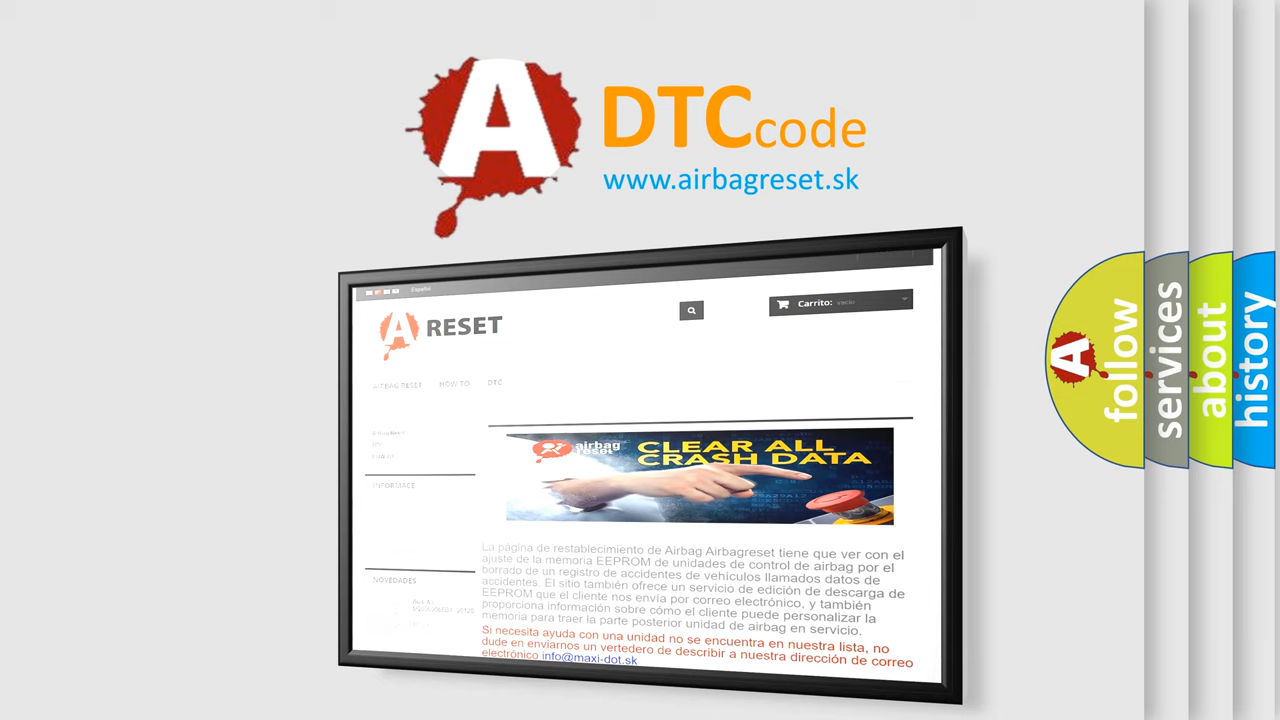 A
DTCcode
www.airbagreset.sk
Español
A RESET
Carrito: vacío
AIRBAG RESET HOW TO DTC
airbag
reset
CLEAR ALL
CRASH DATA
INFORMACE
La página de restablecimiento de Airbag Airbagreset tiene que ver con el
ajuste de la memoria EEPROM de unidades de control de airbag por el
borrado de un registro de accidentes de vehículos llamados datos de
accidentes. El sitio también ofrece un servicio de edición de descarga de
EEPROM que el cliente nos envía por correo electrónico, y también
proporciona información sobre cómo el cliente puede personalizar la
memoria para traer la parte posterior unidad de airbag en servicio.
Si necesita ayuda con una unidad no se encuentra en nuestra lista, no
dude en enviarnos un vertedero de describir a nuestra dirección de correo
electrónico info@maxi-dot.sk
NOVEDADES
A
follow
services
about
history